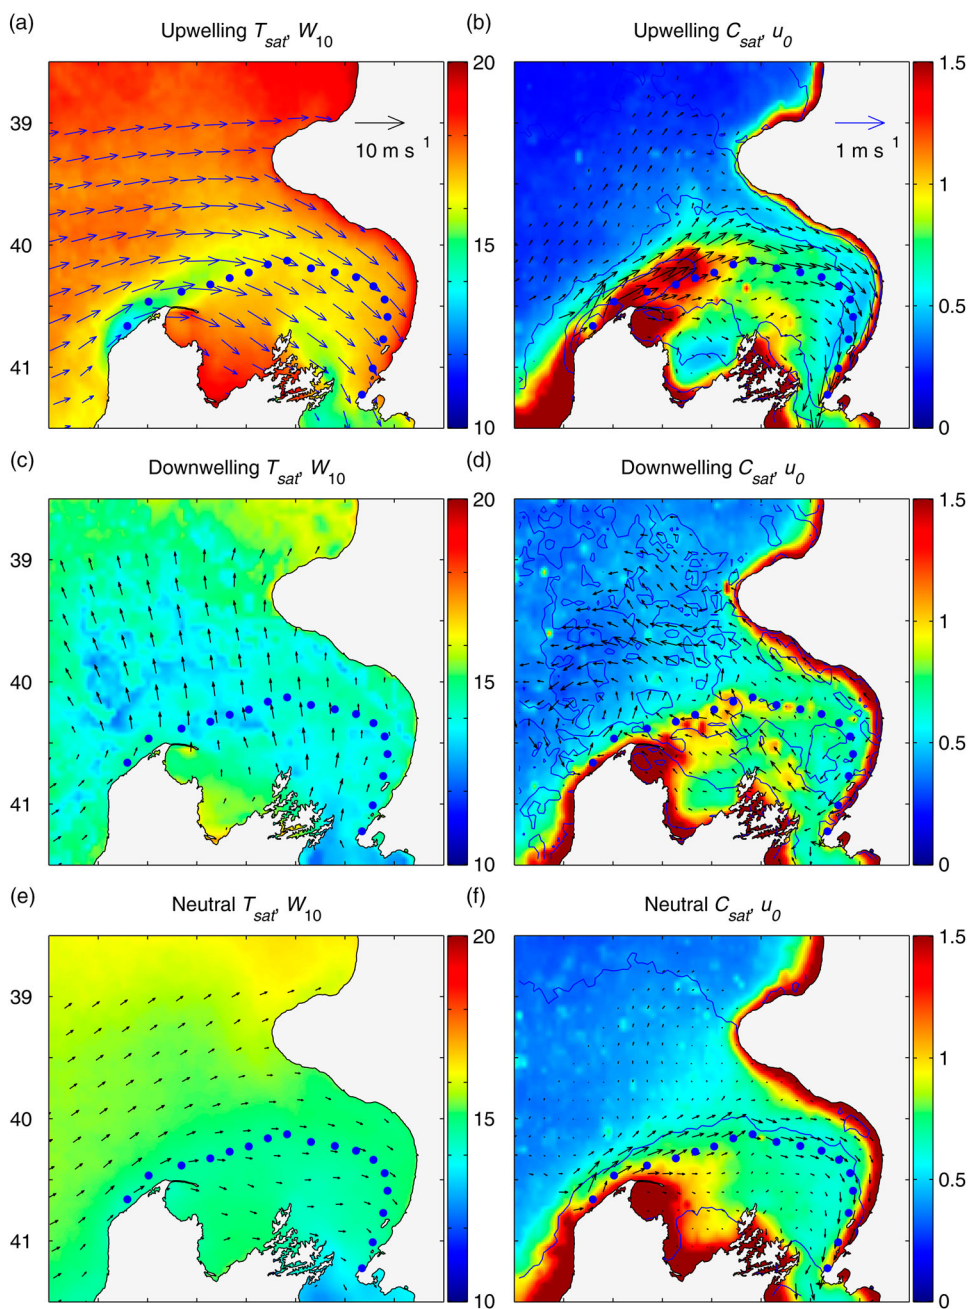 (a)
Upwelling T_sat, W_10
20
15
10
39
40
41
10 m s ^1
(b)
Upwelling C_sat, u_0
1.5
1
0.5
0
1 m s^1
(c)
Downwelling T_sat, W_10
20
15
10
39
40
41
(d)
Downwelling C_sat, u_0
1.5
1
0.5
0
(e)
Neutral T_sat, W_10
20
15
10
39
40
41
(f)
Neutral C_sat, u_0
1.5
1
0.5
0